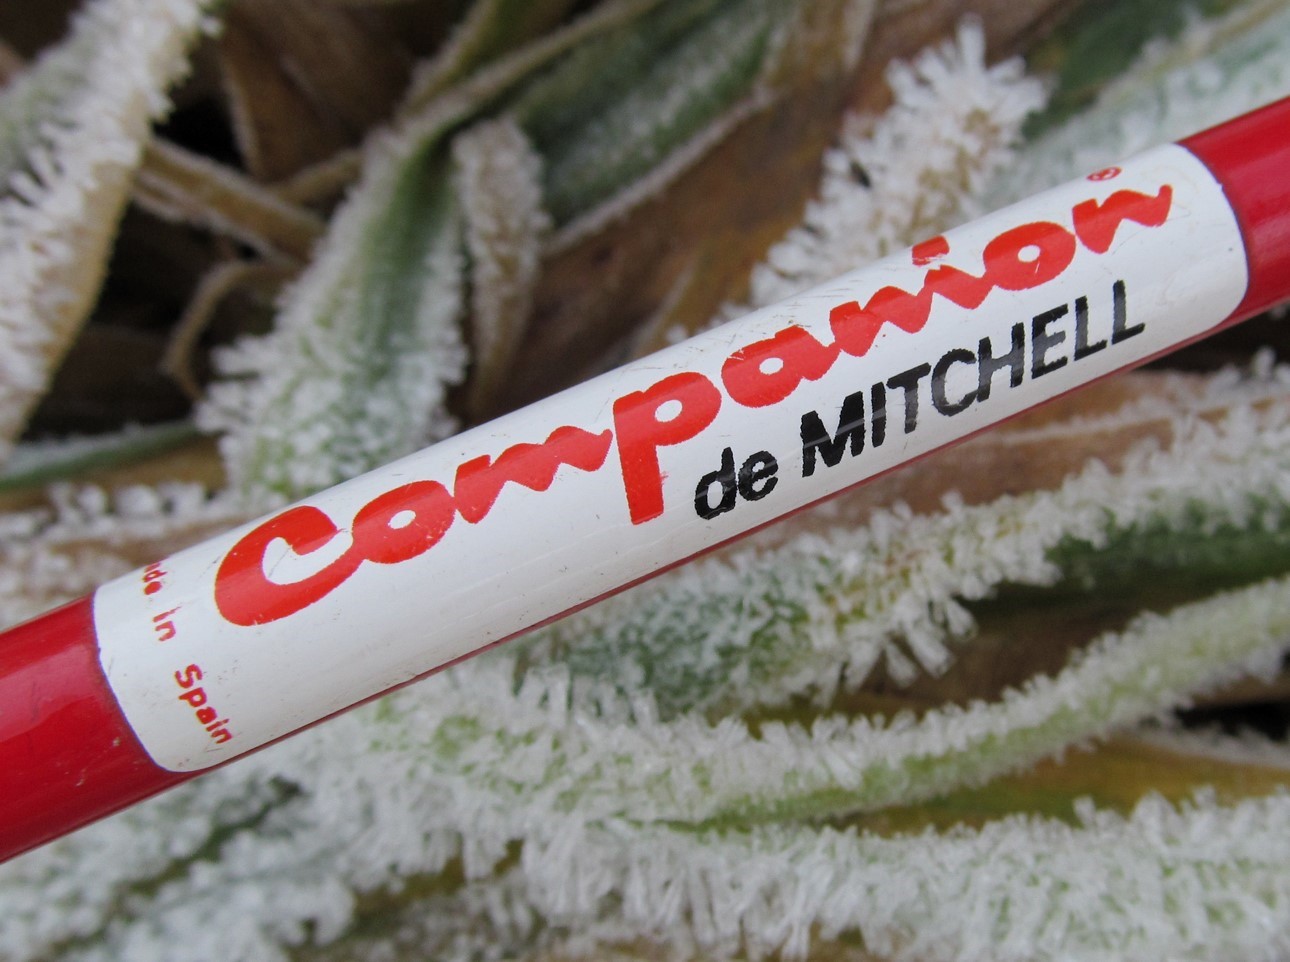 Companion®
de MITCHELL
in Spain